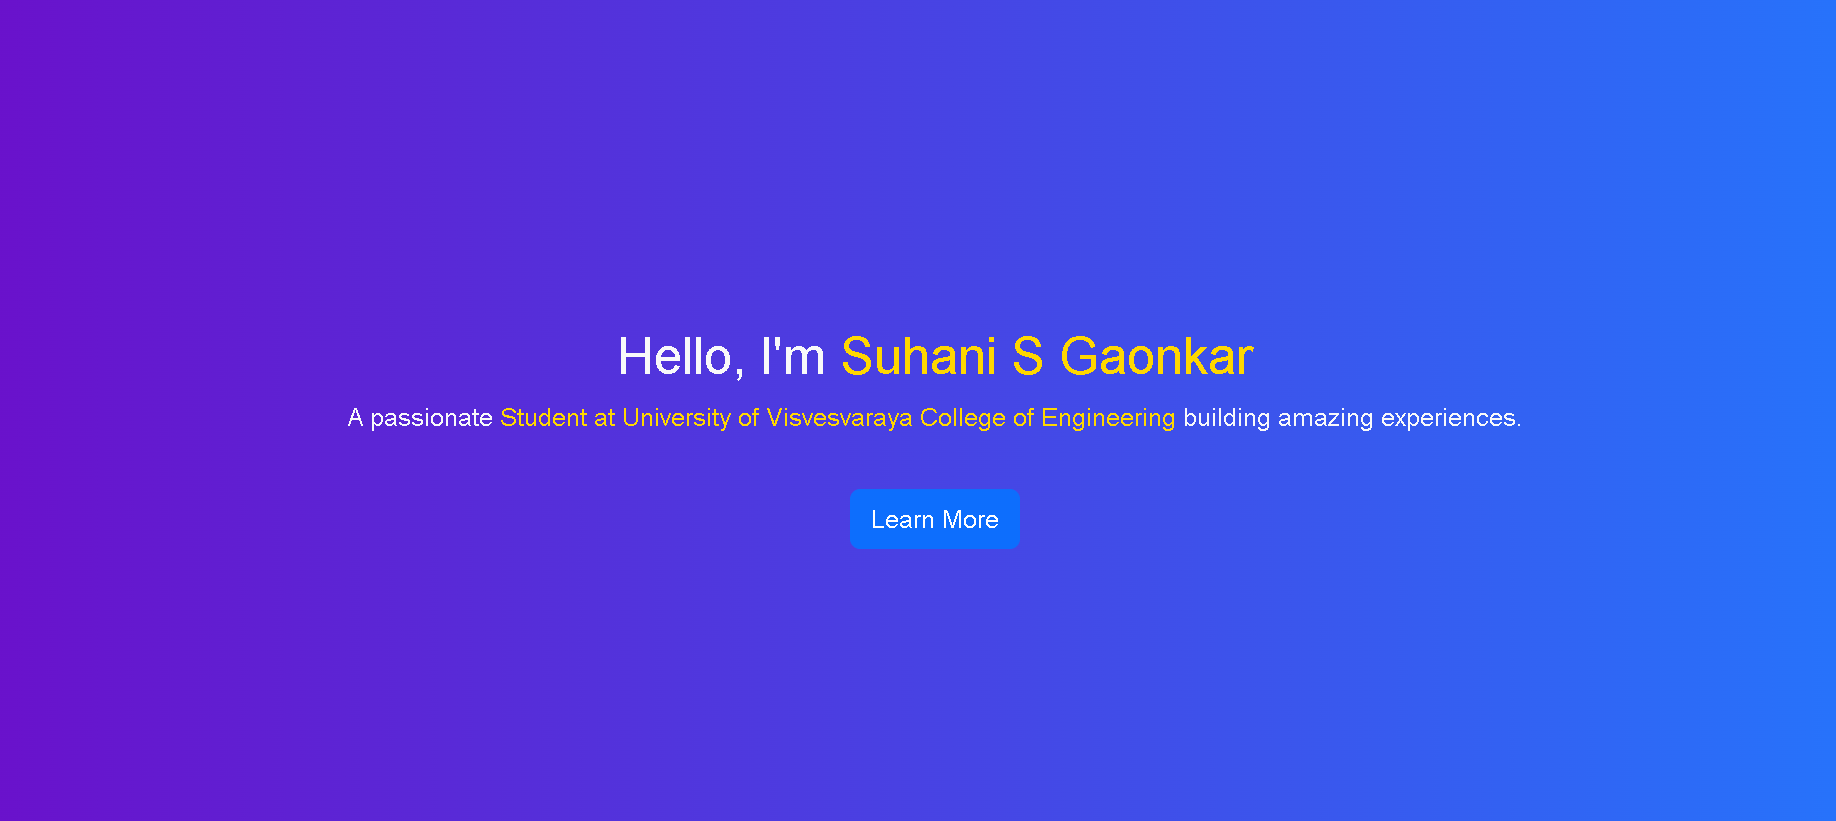 Hello, I'm Suhani S Gaonkar
A passionate Student at University of Visvesvaraya College of Engineering building amazing experiences.
Learn More